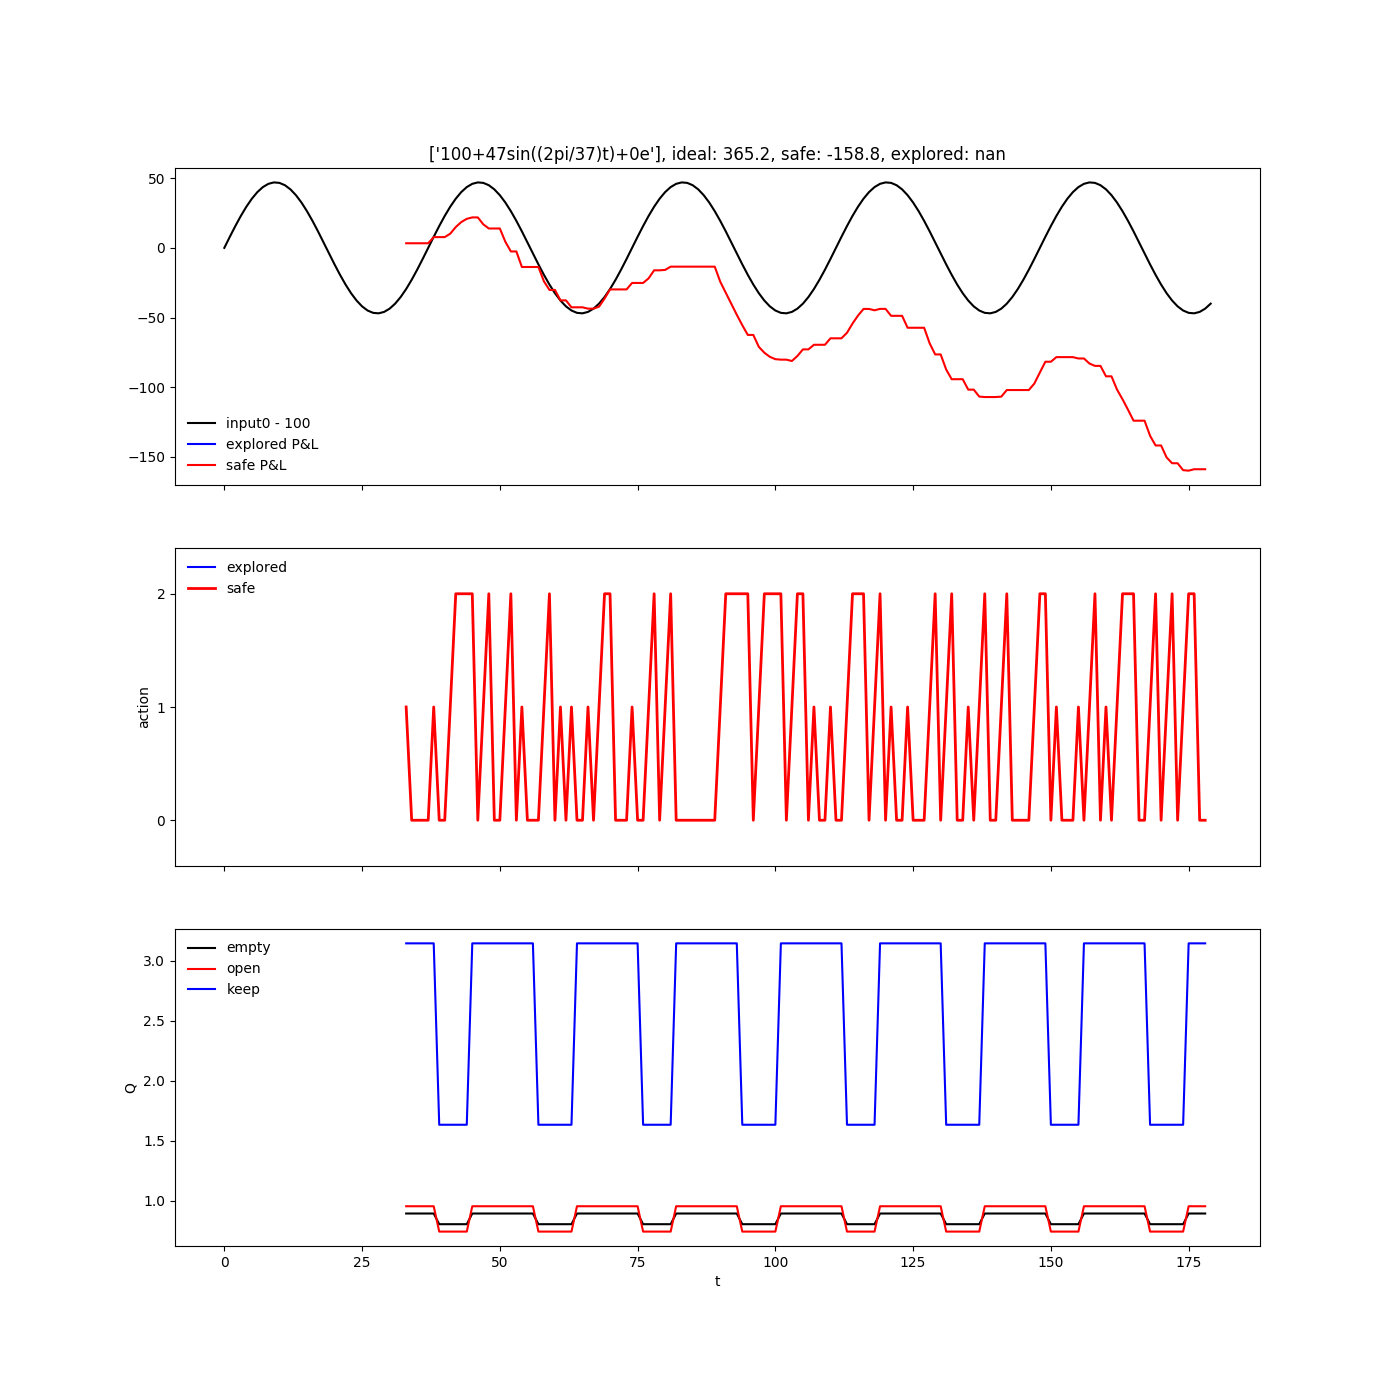 ['100+47sin((2pi/37)t)+0e'], ideal: 365.2, safe: -158.8, explored: nan
50
0
−50
−100
−150
input0 - 100
explored P&L
safe P&L
explored
safe
2
1
0
action
empty
open
keep
3.0
2.5
2.0
1.5
1.0
Q
0 25 50 75 100 125 150 175
t